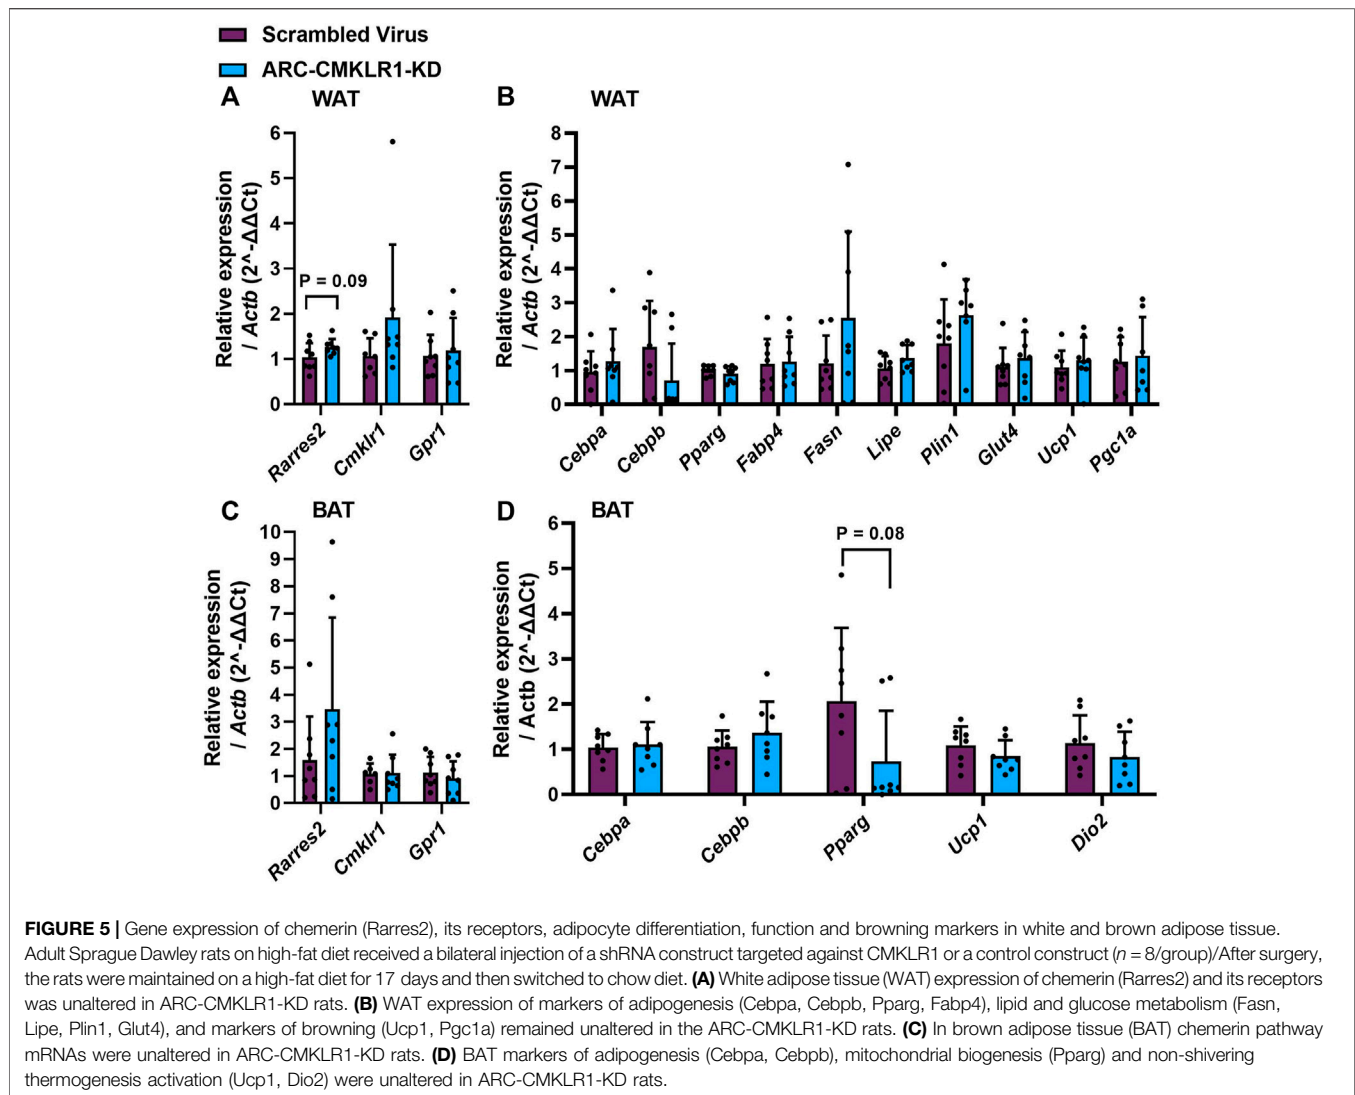 Scrambled Virus
ARC-CMKLR1-KD
A WAT
Relative expression
/ Actb (2^-ΔΔCt)
6
5
4
3
2
1
0
P = 0.09
Rarres2
Cmklr1
Gpr1
B WAT
Relative expression
/ Actb (2^-ΔΔCt)
8
7
6
5
4
3
2
1
0
Cebpa
Cebpb
Pparg
Fabp4
Fasn
Lipe
Plin1
Glut4
Ucp1
Pgc1a
C BAT
Relative expression
/ Actb (2^-ΔΔCt)
10
9
8
7
6
5
4
3
2
1
0
Rarres2
Cmklr1
Gpr1
D BAT
Relative expression
/ Actb (2^-ΔΔCt)
6
5
4
3
2
1
0
P = 0.08
Cebpa
Cebpb
Pparg
Ucp1
Dio2
FIGURE 5 | Gene expression of chemerin (Rarres2), its receptors, adipocyte differentiation, function and browning markers in white and brown adipose tissue.
Adult Sprague Dawley rats on high-fat diet received a bilateral injection of a shRNA construct targeted against CMKLR1 or a control construct (n = 8/group)/After surgery,
the rats were maintained on a high-fat diet for 17 days and then switched to chow diet. (A) White adipose tissue (WAT) expression of chemerin (Rarres2) and its receptors
was unaltered in ARC-CMKLR1-KD rats. (B) WAT expression of markers of adipogenesis (Cebpa, Cebpb, Pparg, Fabp4), lipid and glucose metabolism (Fasn,
Lipe, Plin1, Glut4), and markers of browning (Ucp1, Pgc1a) remained unaltered in the ARC-CMKLR1-KD rats. (C) In brown adipose tissue (BAT) chemerin pathway
mRNAs were unaltered in ARC-CMKLR1-KD rats. (D) BAT markers of adipogenesis (Cebpa, Cebpb), mitochondrial biogenesis (Pparg) and non-shivering
thermogenesis activation (Ucp1, Dio2) were unaltered in ARC-CMKLR1-KD rats.